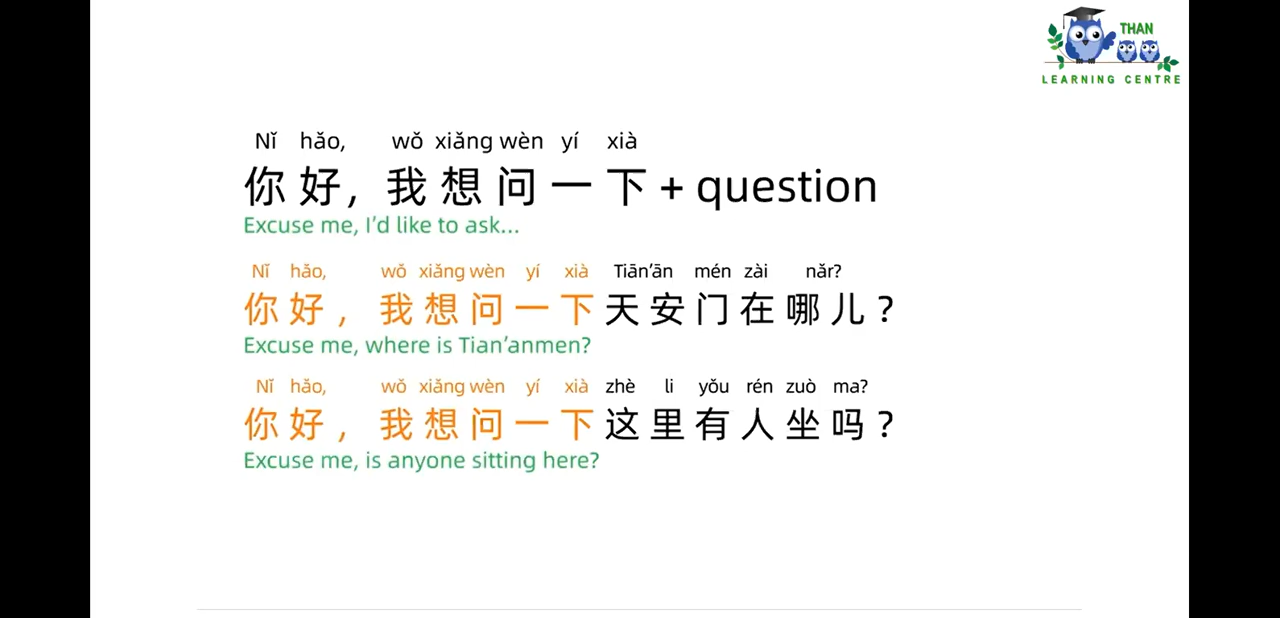 THAN
LEARNING CENTRE
Nǐ hǎo, wǒ xiǎng wèn yí xià
你好, 我想问一下 + question
Excuse me, I'd like to ask...
Nǐ hǎo, wǒ xiǎng wèn yí xià Tiān'ān mén zài nǎr?
你好, 我想问一下天安门在哪儿?
Excuse me, where is Tian'anmen?
Nǐ hǎo, wǒ xiǎng wèn yí xià zhè li yǒu rén zuò ma?
你好, 我想问一下这里有人坐吗?
Excuse me, is anyone sitting here?